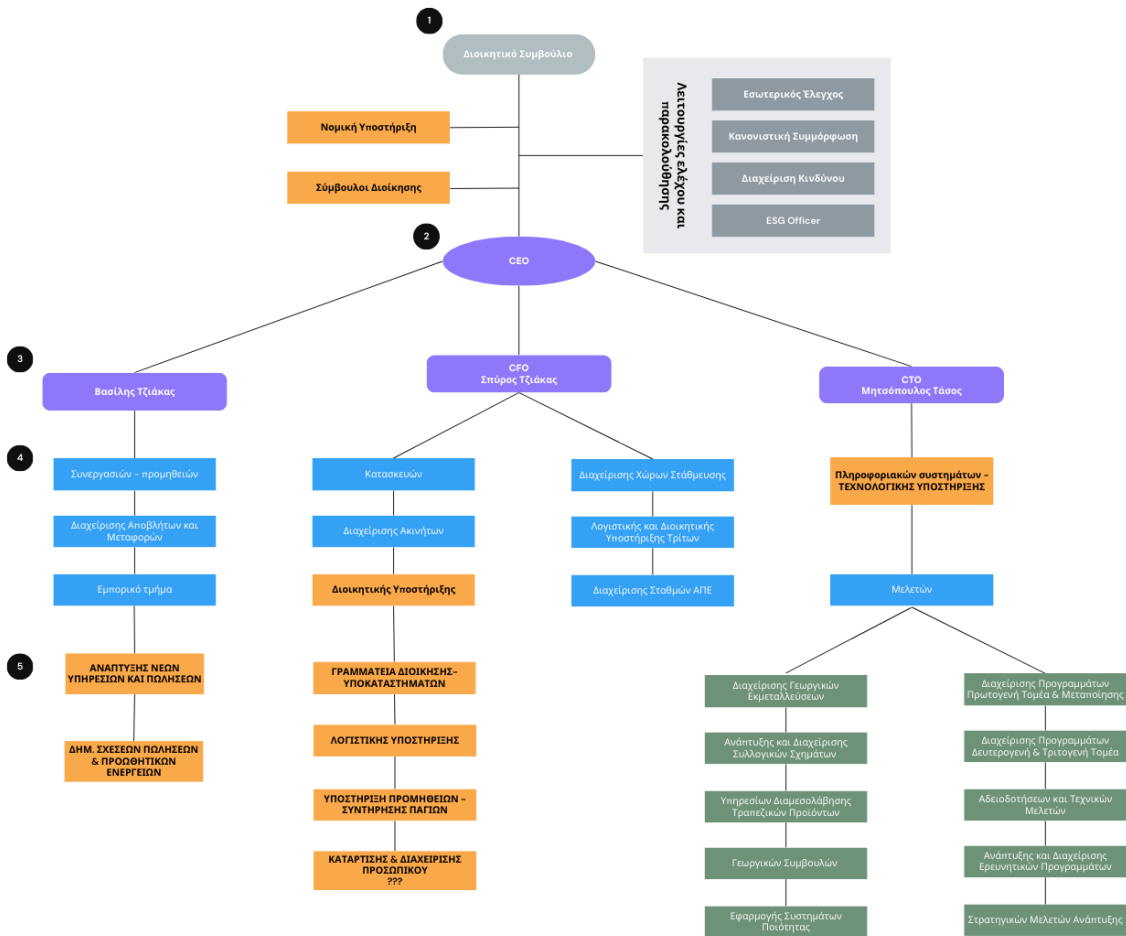 1
Διοικητικό Συμβούλιο
Λειτουργίες ελέχου και
παρακολούθησης
Εσωτερικός Έλεγχος
Κανονιστική Συμμόρφωση
Διαχείριση Κινδύνου
ESG Officer
Νομική Υποστήριξη
Σύμβουλοι Διοίκησης
2
CEO
3
Βασίλης Τζιάκας
CFO
Σπύρος Τζιάκας
CTO
Μητσόπουλος Τάσος
4
Συνεργασιών – προμηθειών
Διαχείρισης Αποβλήτων και
Μεταφορών
Εμπορικό τμήμα
Κατασκευών
Διαχείρισης Ακινήτων
Διοικητικής Υποστήριξης
Διαχείρισης Χώρων Στάθμευσης
Λογιστικής και Διοικητικής
Υποστήριξης Τρίτων
Διαχείρισης Σταθμών ΑΠΕ
Πληροφοριακών συστημάτων –
ΤΕΧΝΟΛΟΓΙΚΗΣ ΥΠΟΣΤΗΡΙΞΗΣ
Μελετών
5
ΑΝΑΠΤΥΞΗΣ ΝΕΩΝ
ΥΠΗΡΕΣΙΩΝ ΚΑΙ ΠΩΛΗΣΕΩΝ
ΔΗΜ. ΣΧΕΣΕΩΝ ΠΩΛΗΣΕΩΝ
& ΠΡΟΩΘΗΤΙΚΩΝ
ΕΝΕΡΓΕΙΩΝ
ΓΡΑΜΜΑΤΕΙΑ ΔΙΟΙΚΗΣΗΣ–
ΥΠΟΚΑΤΑΣΤΗΜΑΤΩΝ
ΛΟΓΙΣΤΙΚΗΣ ΥΠΟΣΤΗΡΙΞΗΣ
ΥΠΟΣΤΗΡΙΞΗ ΠΡΟΜΗΘΕΙΩΝ –
ΣΥΝΤΗΡΗΣΗΣ ΠΑΓΙΩΝ
ΚΑΤΑΡΤΙΣΗΣ & ΔΙΑΧΕΙΡΙΣΗΣ
ΠΡΟΣΩΠΙΚΟΥ
???
Διαχείρισης Γεωργικών
Εκμεταλλεύσεων
Ανάπτυξης και Διαχείρισης
Συλλογικών Σχημάτων
Υπηρεσίων Διαμεσολάβησης
Τραπεζικών Προϊόντων
Γεωργικών Συμβουλών
Εφαρμογής Συστημάτων
Ποιότητας
Διαχείρισης Προγραμμάτων
Πρωτογενή Τομέα & Μεταποίησης
Διαχείρισης Προγραμμάτων
Δευτερογενή & Τριτογενή Τομέα
Αδειοδοτήσεων και Τεχνικών
Μελετών
Ανάπτυξης και Διαχείρισης
Ερευνητικών Προγραμμάτων
Στρατηγικών Μελετών Ανάπτυξης